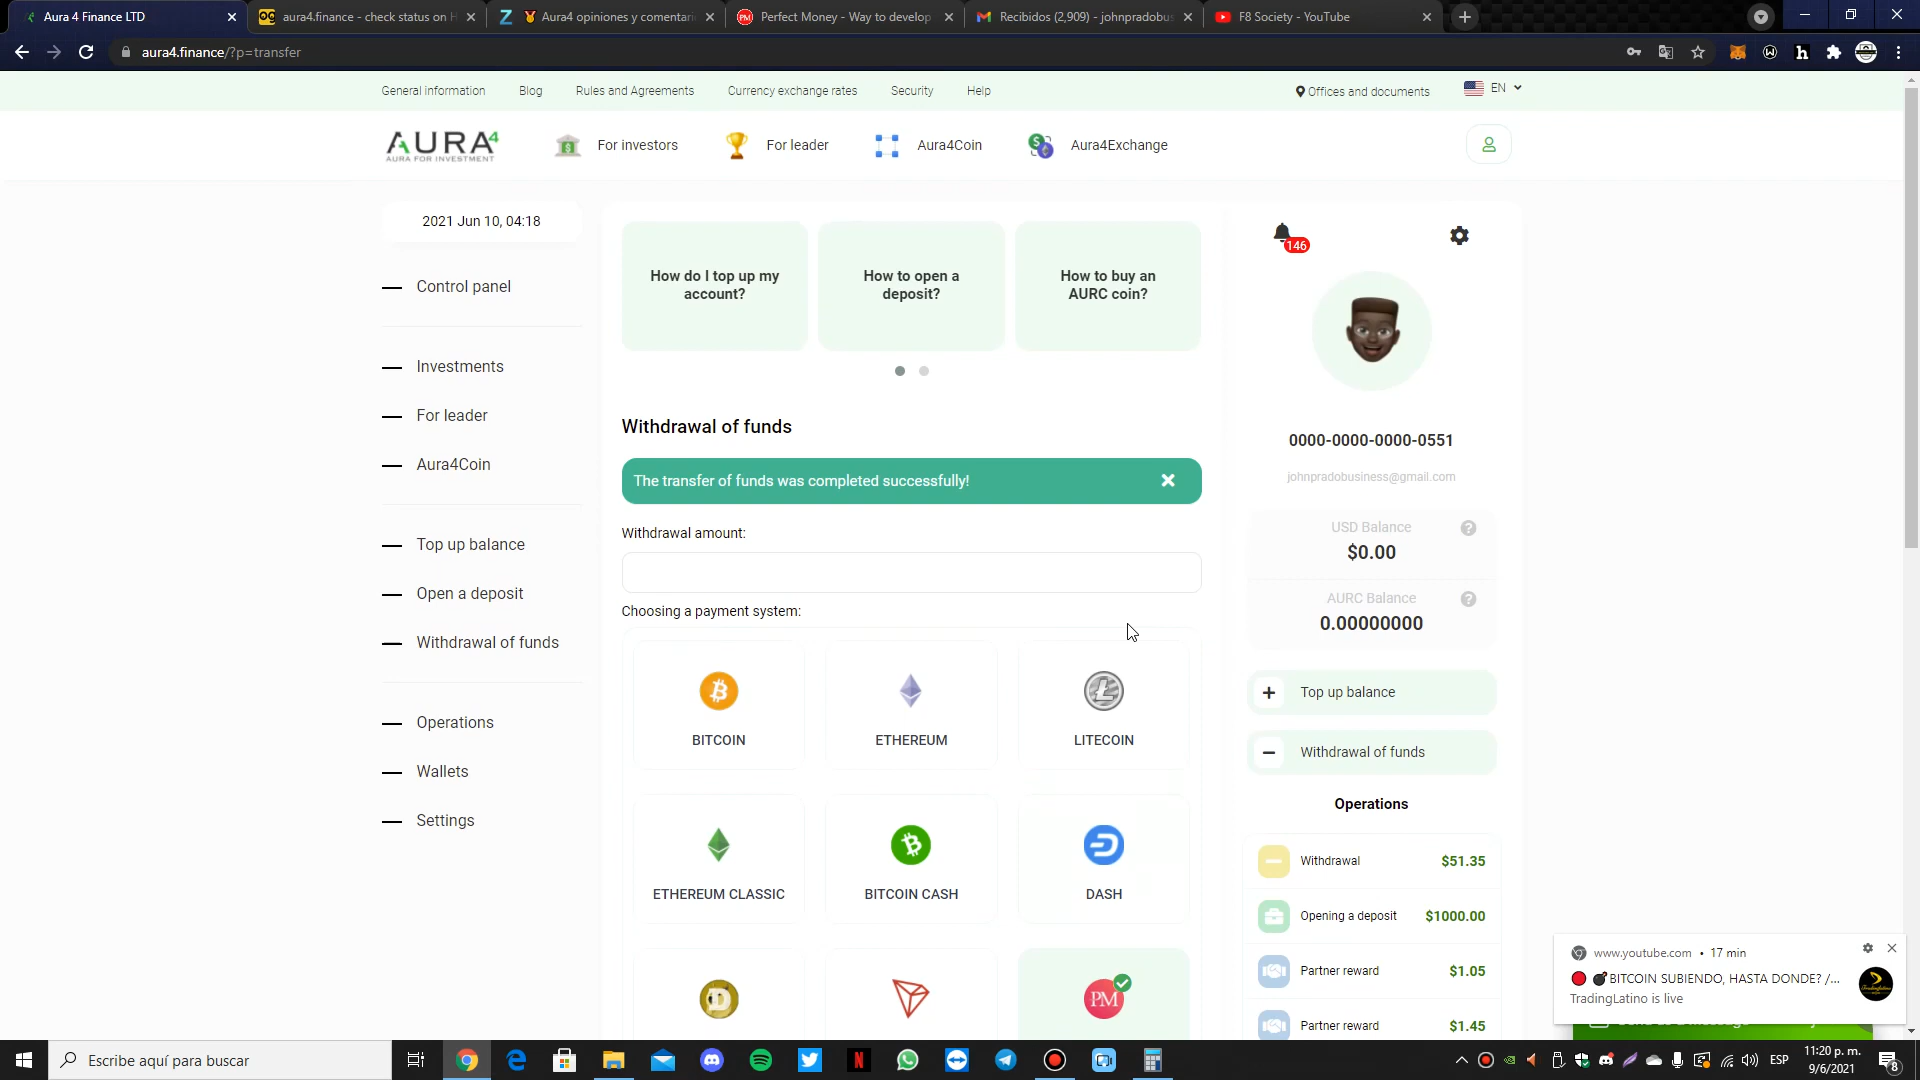 Aura 4 Finance LTD
aura4.finance - check status on H
Aura4 opiniones y comentari
Perfect Money - Way to develop
Recibidos (2,909) - johnpradobus
F8 Society - YouTube
aura4.finance/?p=transfer
General information
Blog
Rules and Agreements
Currency exchange rates
Security
Help
Offices and documents
EN
AURA4
AURA FOR INVESTMENT
For investors
For leader
Aura4Coin
Aura4Exchange
2021 Jun 10, 04:18
Control panel
Investments
For leader
Aura4Coin
Top up balance
Open a deposit
Withdrawal of funds
Operations
Wallets
Settings
How do I top up my
account?
How to open a
deposit?
How to buy an
AURC coin?
Withdrawal of funds
The transfer of funds was completed successfully!
Withdrawal amount:
Choosing a payment system:
BITCOIN
ETHEREUM
LITECOIN
ETHEREUM CLASSIC
BITCOIN CASH
DASH
PM
146
0000-0000-0000-0551
johnpradobusiness@gmail.com
USD Balance
$0.00
AURC Balance
0.00000000
Top up balance
Withdrawal of funds
Operations
Withdrawal $51.35
Opening a deposit $1000.00
Partner reward $1.05
Partner reward $1.45
www.youtube.com • 17 min
BITCOIN SUBIENDO, HASTA DONDE? /...
TradingLatino is live
Escribe aquí para buscar
ESP
11:20 p. m.
9/6/2021
8